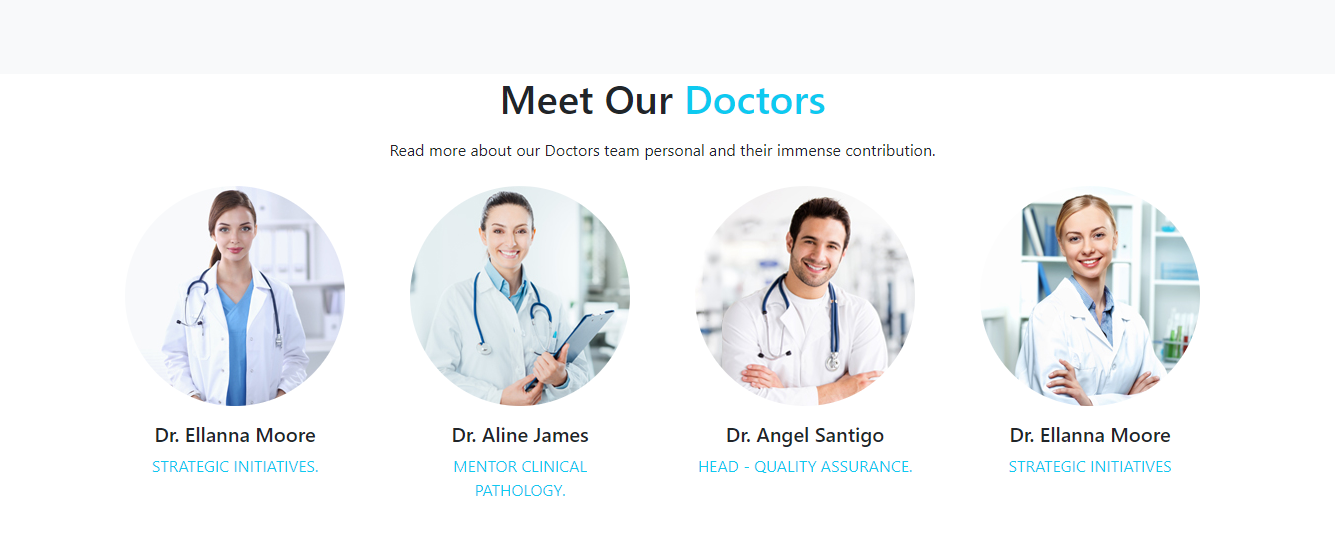 Meet Our Doctors
Read more about our Doctors team personal and their immense contribution.
Dr. Ellanna Moore
STRATEGIC INITIATIVES.
Dr. Aline James
MENTOR CLINICAL
PATHOLOGY.
Dr. Angel Santigo
HEAD - QUALITY ASSURANCE.
Dr. Ellanna Moore
STRATEGIC INITIATIVES